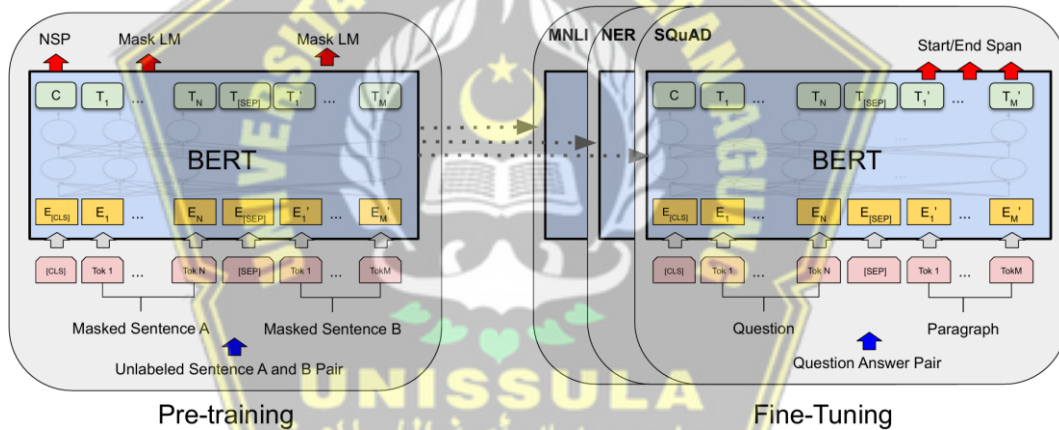 NSP Mask LM Mask LM
C T1 ... TN T[SEP] T1' ... TM'
BERT
E[CLS] E1 ... EN E[SEP] E1' ... EM'
[CLS] Tok 1 ... Tok N [SEP] Tok 1 ... TokM
Masked Sentence A Masked Sentence B
Unlabeled Sentence A and B Pair
Pre-training
MNLI NER SQuAD
Start/End Span
C T1 ... TN T[SEP] T1' ... TM'
BERT
E[CLS] E1 ... EN E[SEP] E1' ... EM'
[CLS] Tok 1 ... Tok N [SEP] Tok 1 ... TokM
Question Paragraph
Question Answer Pair
Fine-Tuning
UNISSULA